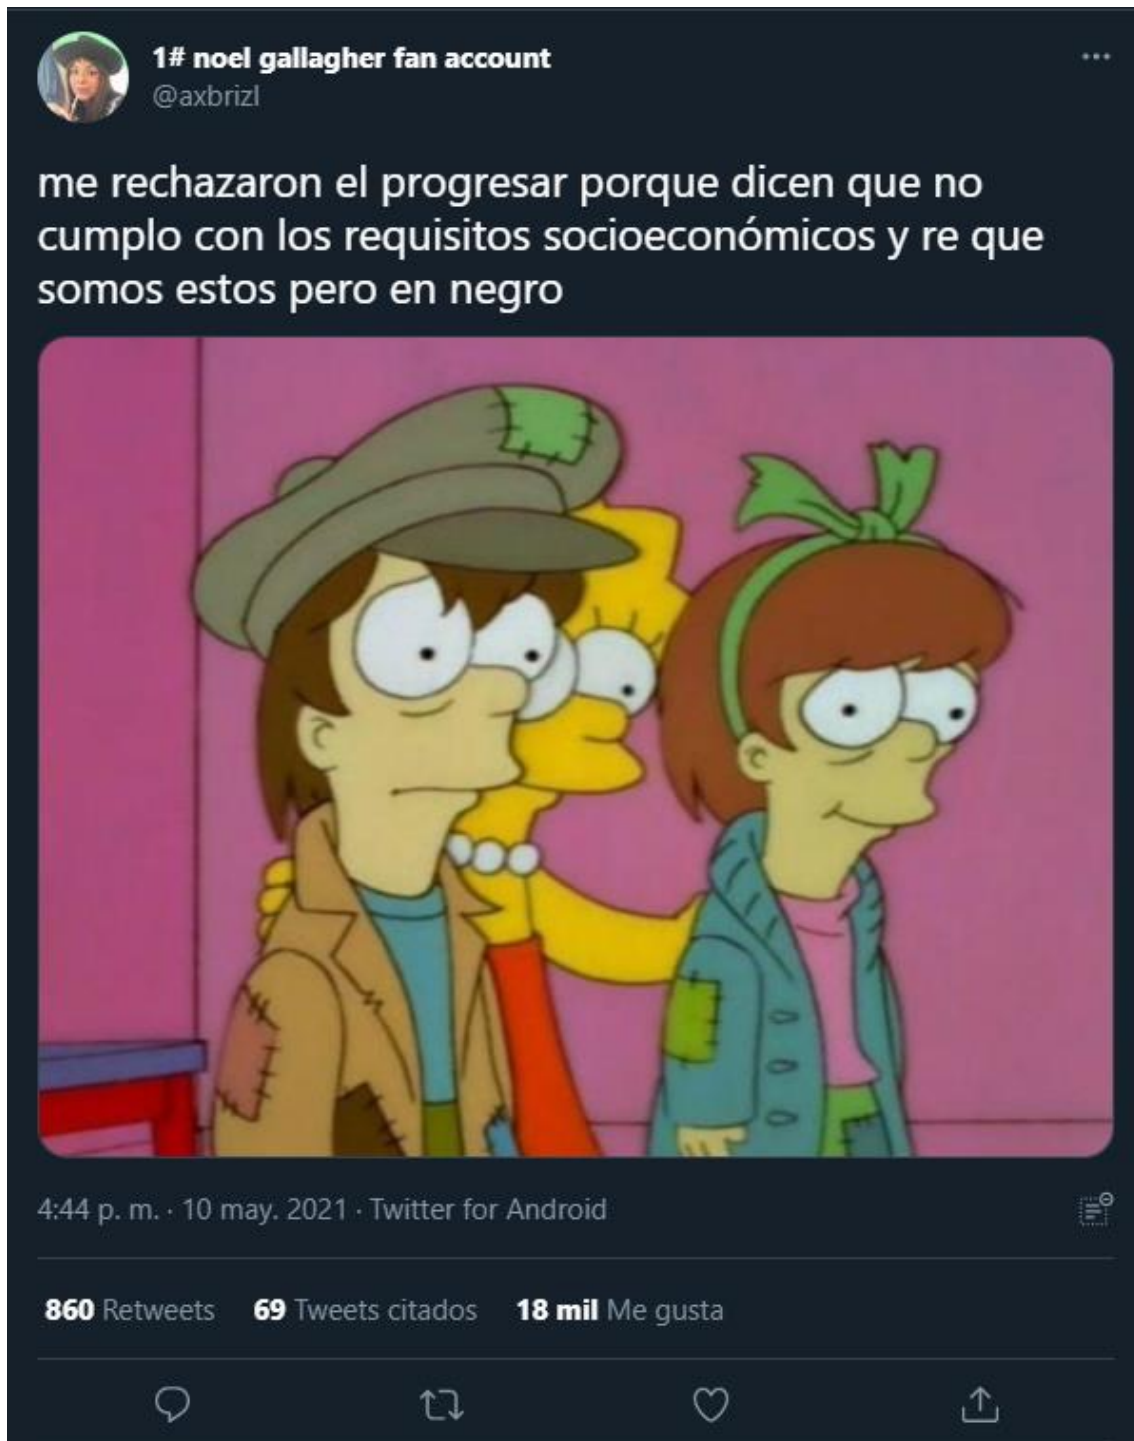 1# noel gallagher fan account
@axbrizl
me rechazaron el progresar porque dicen que no
cumplo con los requisitos socioeconómicos y re que
somos estos pero en negro
4:44 p. m. · 10 may. 2021 · Twitter for Android
860 Retweets 69 Tweets citados 18 mil Me gusta